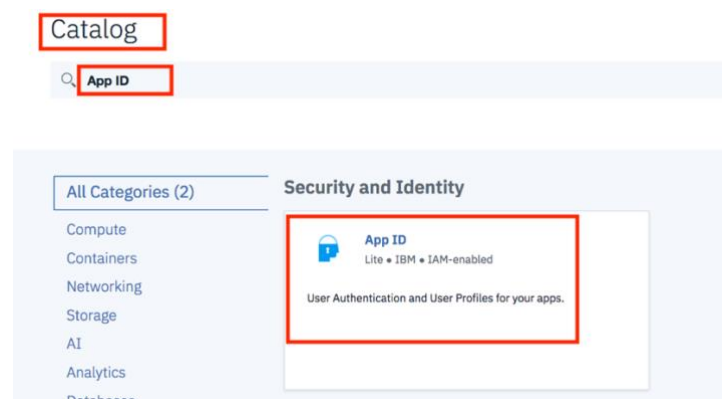 Catalog
App ID
All Categories (2)
Compute
Containers
Networking
Storage
AI
Analytics
Databases
Security and Identity
App ID
Lite • IBM • IAM-enabled
User Authentication and User Profiles for your apps.